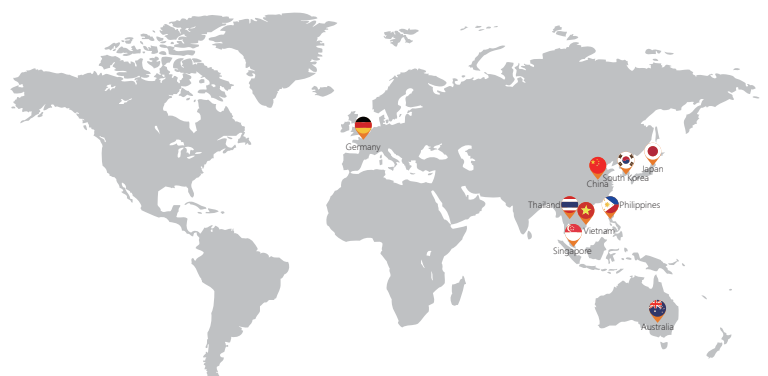 Germany
Japan
South Korea
China
Thailand
Philippines
Vietnam
Singapore
Australia